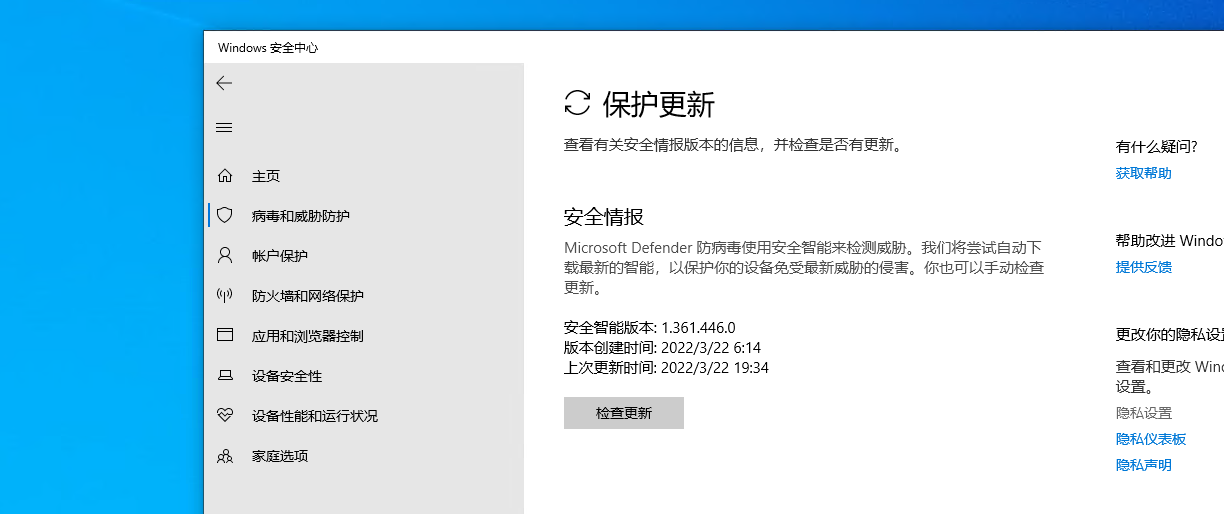 Windows 安全中心
主页
病毒和威胁防护
帐户保护
防火墙和网络保护
应用和浏览器控制
设备安全性
设备性能和运行状况
家庭选项
保护更新
查看有关安全情报版本的信息，并检查是否有更新。
安全情报
Microsoft Defender 防病毒使用安全智能来检测威胁。我们将尝试自动下
载最新的智能，以保护你的设备免受最新威胁的侵害。你也可以手动检查
更新。
安全智能版本: 1.361.446.0
版本创建时间: 2022/3/22 6:14
上次更新时间: 2022/3/22 19:34
检查更新
有什么疑问?
获取帮助
帮助改进 Windo
提供反馈
更改你的隐私设置
查看和更改 Wind
设置。
隐私设置
隐私仪表板
隐私声明